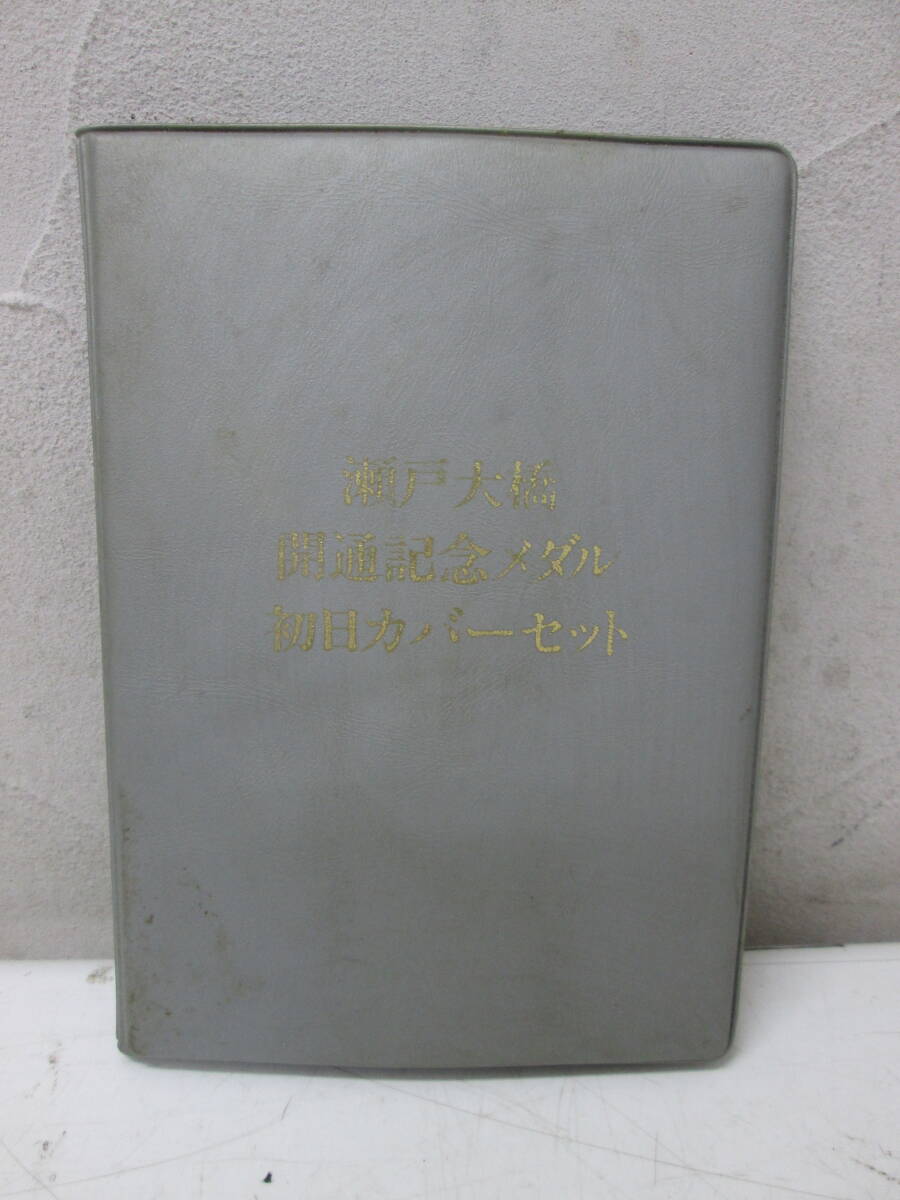 瀬戸大橋
開通記念メダル
初日カバーセット